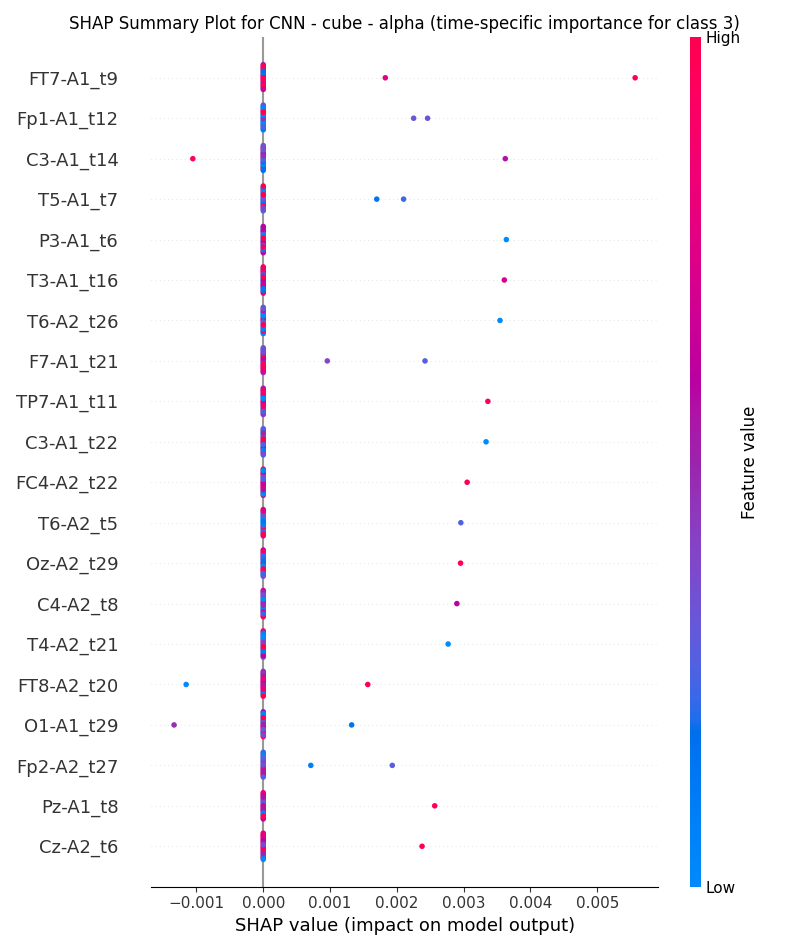 SHAP Summary Plot for CNN - cube - alpha (time-specific importance for class 3)
High
FT7-A1_t9
Fp1-A1_t12
C3-A1_t14
T5-A1_t7
P3-A1_t6
T3-A1_t16
T6-A2_t26
F7-A1_t21
TP7-A1_t11
C3-A1_t22
FC4-A2_t22
T6-A2_t5
Oz-A2_t29
C4-A2_t8
T4-A2_t21
FT8-A2_t20
O1-A1_t29
Fp2-A2_t27
Pz-A1_t8
Cz-A2_t6
Feature value
Low
−0.001 0.000 0.001 0.002 0.003 0.004 0.005
SHAP value (impact on model output)